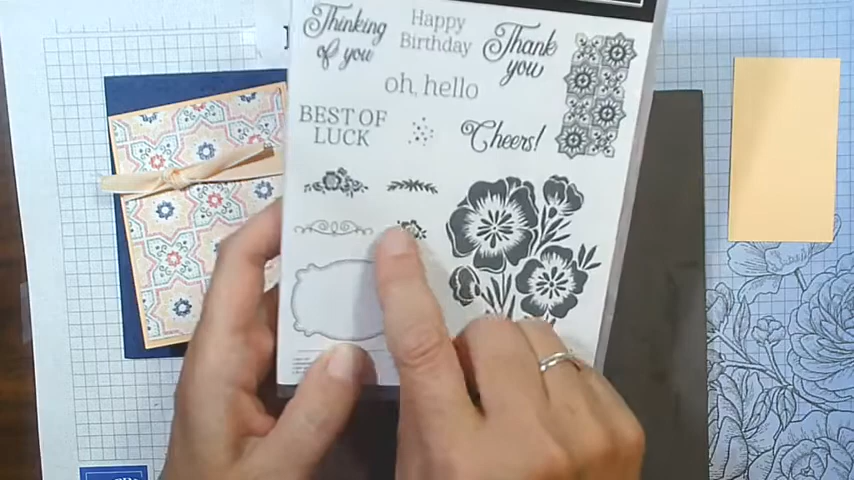 Thinking
of you
Happy
Birthday
Thank
you
oh, hello
BEST OF
LUCK
Cheers!